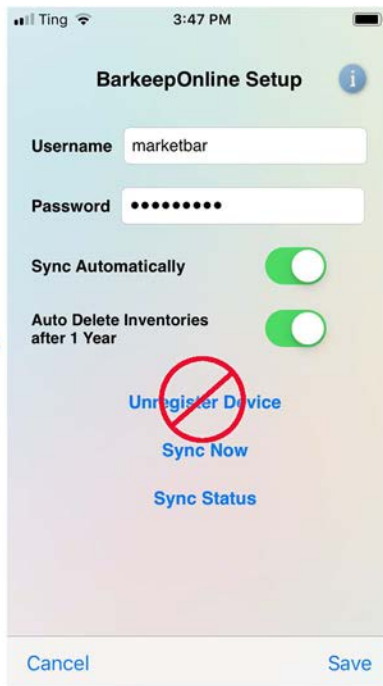 Ting 3:47 PM
BarkeepOnline Setup
Username marketbar
Password •••••••••
Sync Automatically
Auto Delete Inventories
after 1 Year
Unregister Device
Sync Now
Sync Status
Cancel Save